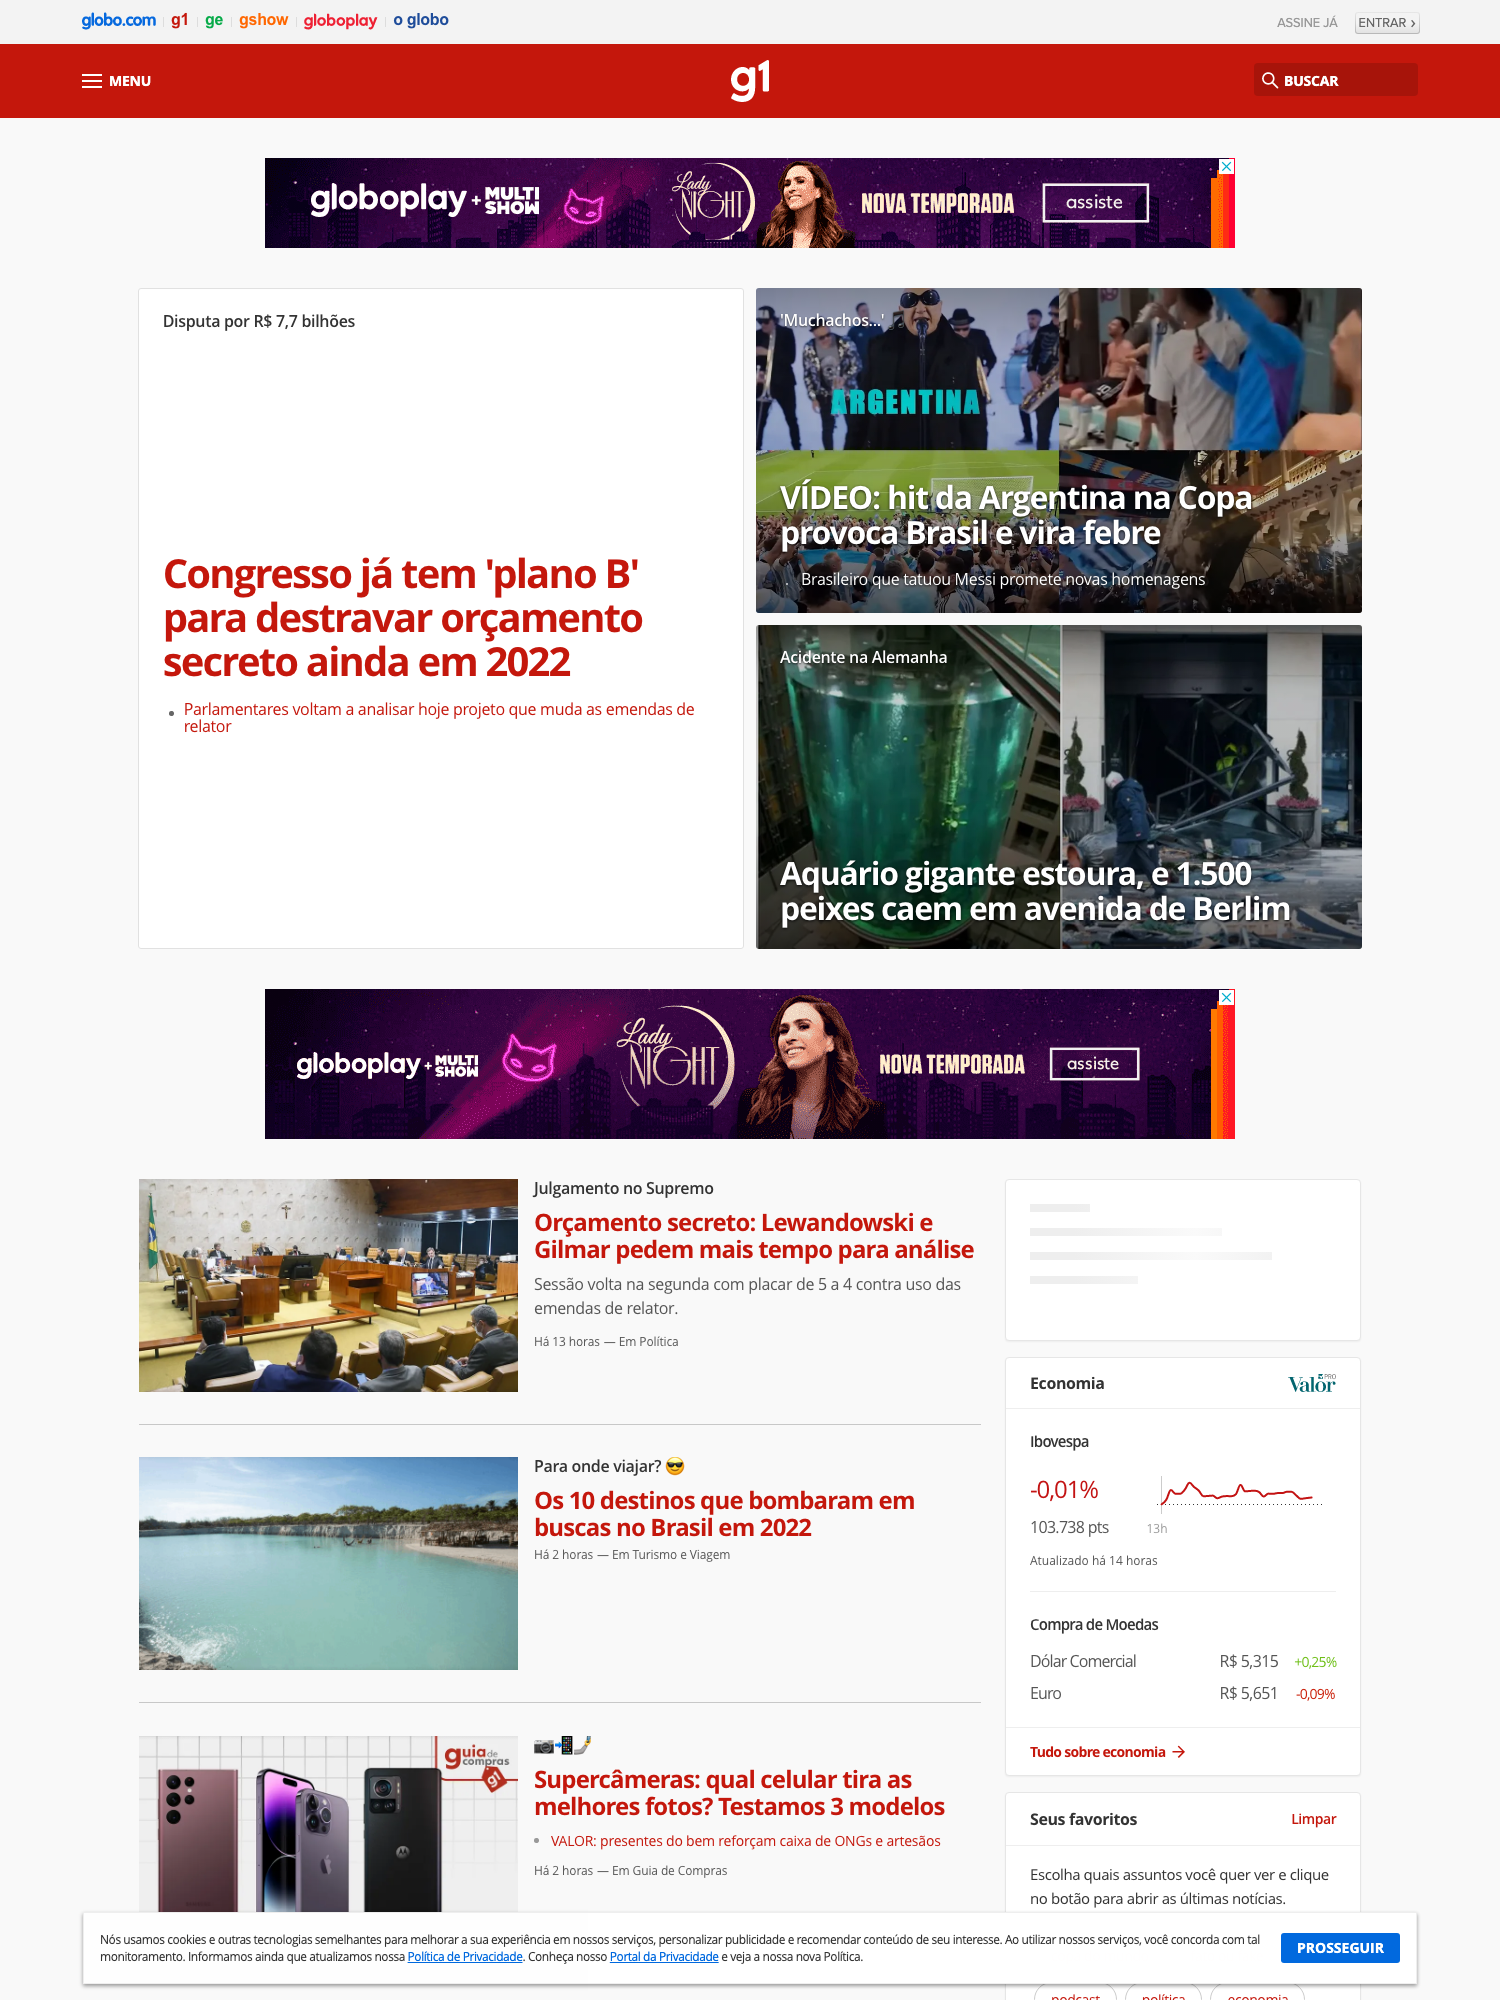 globo.com g1 ge gshow globoplay o globo
ASSINE JÁ ENTRAR ›
MENU
g1
BUSCAR
globoplay + MULTI SHOW Lady NIGHT NOVA TEMPORADA assiste
Disputa por R$ 7,7 bilhões
Congresso já tem 'plano B'
para destravar orçamento
secreto ainda em 2022
Parlamentares voltam a analisar hoje projeto que muda as emendas de
relator
'Muchachos...' 🎵
ARGENTINA
VÍDEO: hit da Argentina na Copa
provoca Brasil e vira febre
Brasileiro que tatuou Messi promete novas homenagens
Acidente na Alemanha
Aquário gigante estoura, e 1.500
peixes caem em avenida de Berlim
globoplay + MULTI SHOW Lady NIGHT NOVA TEMPORADA assiste
Julgamento no Supremo
Orçamento secreto: Lewandowski e
Gilmar pedem mais tempo para análise
Sessão volta na segunda com placar de 5 a 4 contra uso das
emendas de relator.
Há 13 horas — Em Política
Para onde viajar? 😎
Os 10 destinos que bombaram em
buscas no Brasil em 2022
Há 2 horas — Em Turismo e Viagem
guia de compras g1
📷📲🤳
Supercâmeras: qual celular tira as
melhores fotos? Testamos 3 modelos
VALOR: presentes do bem reforçam caixa de ONGs e artesãos
Há 2 horas — Em Guia de Compras
Economia
Valor PRO
Ibovespa
-0,01%
103.738 pts
13h
Atualizado há 14 horas
Compra de Moedas
Dólar Comercial R$ 5,315 +0,25%
Euro R$ 5,651 -0,09%
Tudo sobre economia →
Seus favoritos
Limpar
Escolha quais assuntos você quer ver e clique
no botão para abrir as últimas notícias.
Nós usamos cookies e outras tecnologias semelhantes para melhorar a sua experiência em nossos serviços, personalizar publicidade e recomendar conteúdo de seu interesse. Ao utilizar nossos serviços, você concorda com tal
monitoramento. Informamos ainda que atualizamos nossa Política de Privacidade. Conheça nosso Portal da Privacidade e veja a nossa nova Política.
PROSSEGUIR
podcast política economia